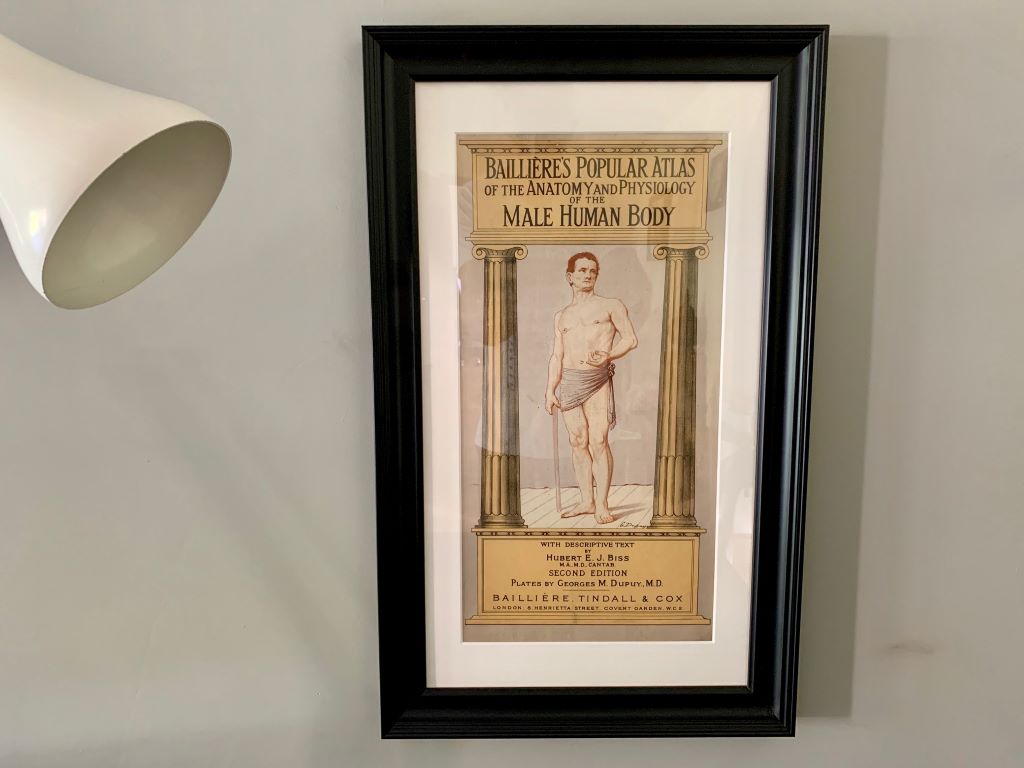 BAILLIÈRE'S POPULAR ATLAS
OF THE ANATOMY AND PHYSIOLOGY
OF THE
MALE HUMAN BODY
WITH DESCRIPTIVE TEXT
BY
HUBERT E. J. BISS
M.A., M.D., CANTAB.
SECOND EDITION
PLATES BY GEORGES M. DUPUY, M.D.
BAILLIÈRE, TINDALL & COX
LONDON: 8, HENRIETTA STREET, COVERT GARDEN, W.C.2.